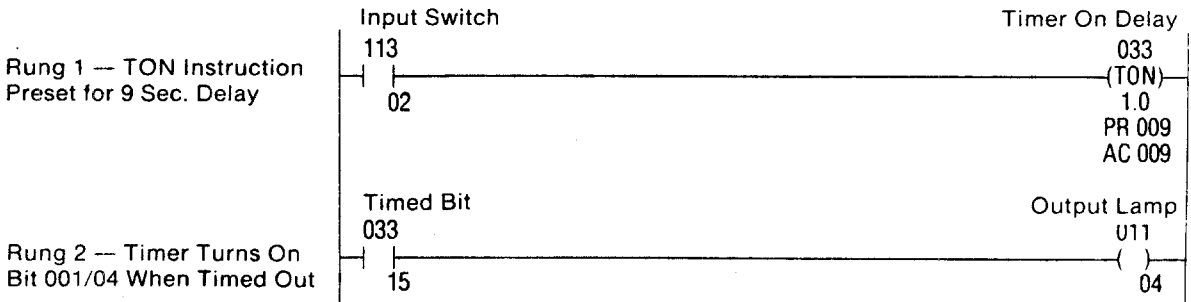 Input Switch
Timer On Delay
113
033
Rung 1 — TON Instruction
(TON)
Preset for 9 Sec. Delay
02
1.0
PR 009
AC 009
Timed Bit
Output Lamp
033
011
Rung 2 — Timer Turns On
( )
Bit 001/04 When Timed Out
15
04